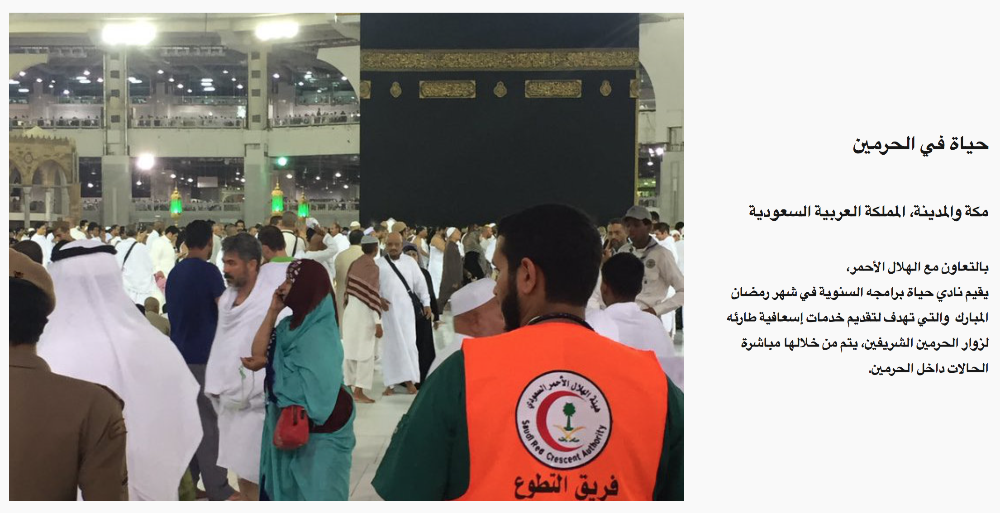 حياة في الحرمين
مكة والمدينة، المملكة العربية السعودية
بالتعاون مع الهلال الأحمر،
يقيم نادي حياة برامجه السنوية في شهر رمضان
المبارك والتي تهدف لتقديم خدمات إسعافية طارئه
لزوار الحرمين الشريفين، يتم من خلالها مباشرة
الحالات داخل الحرمين.
هيئة الهلال الأحمر السعودي
Saudi Red Crescent Authority
فريق التطوع